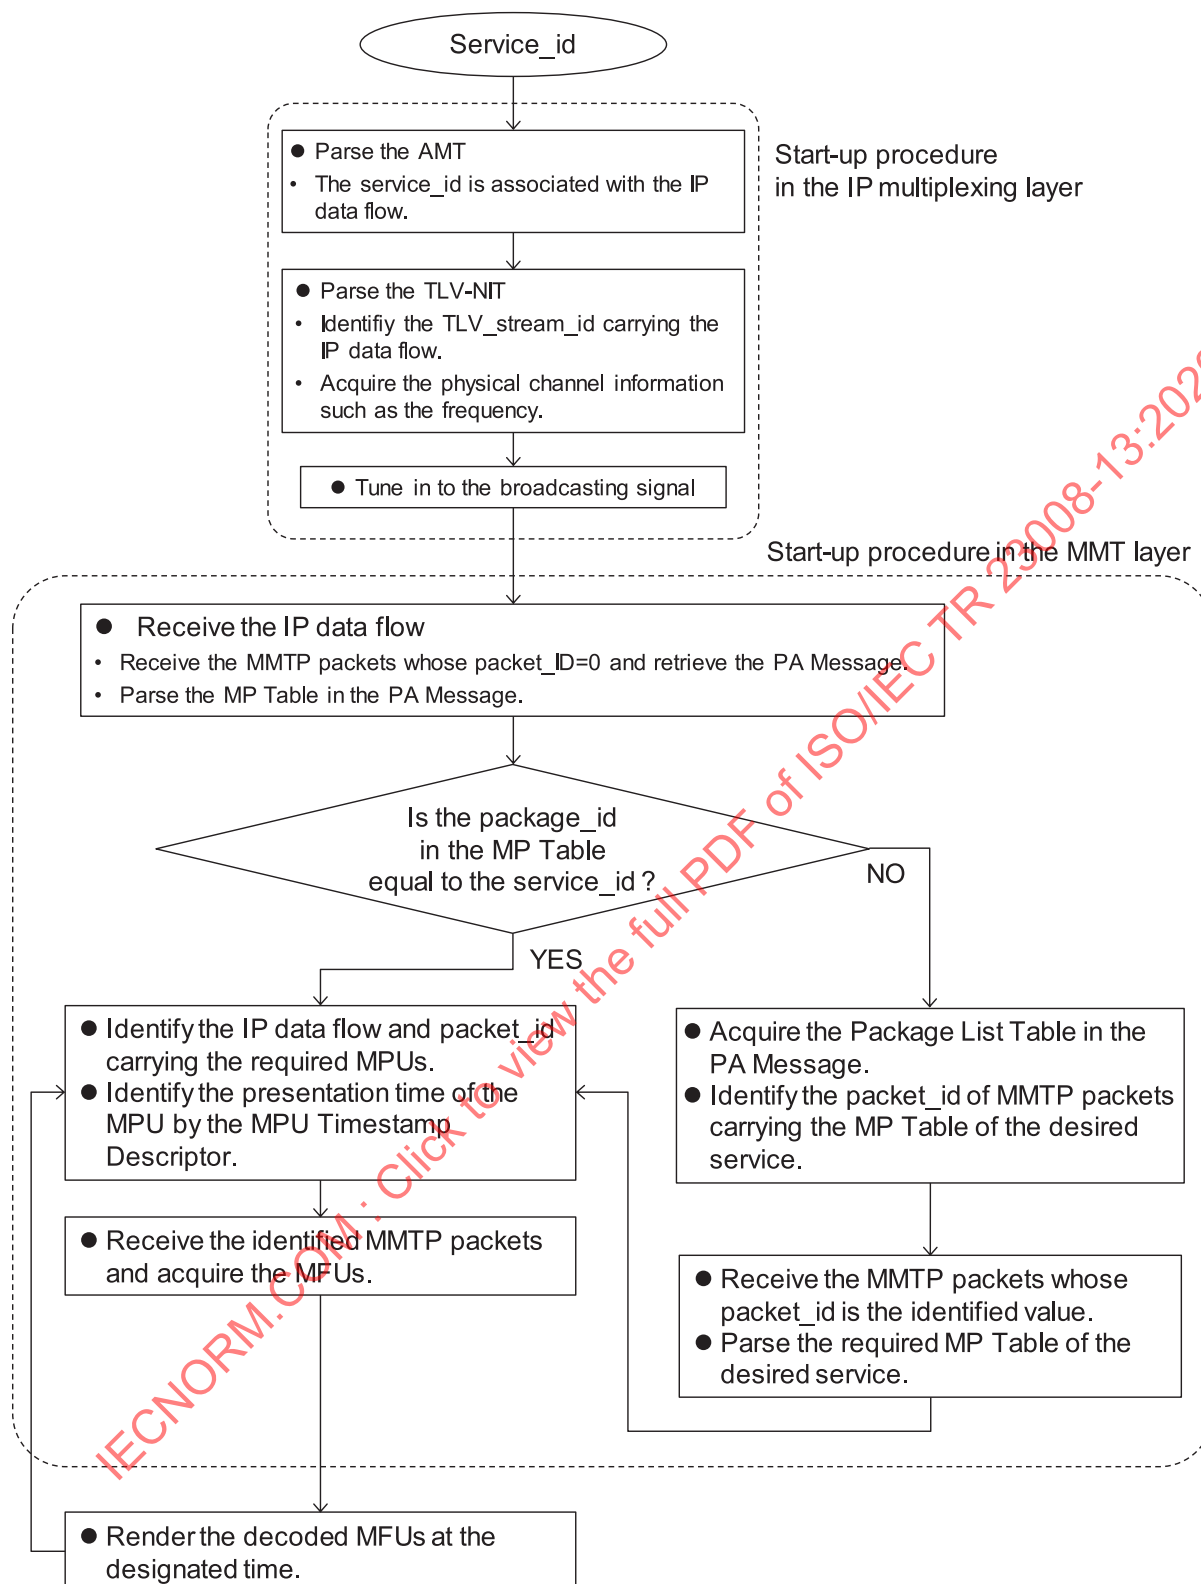 Service_id
● Parse the AMT
• The service_id is associated with the IP
data flow.
Start-up procedure
in the IP multiplexing layer
● Parse the TLV-NIT
• Identifiy the TLV_stream_id carrying the
IP data flow.
• Acquire the physical channel information
such as the frequency.
● Tune in to the broadcasting signal
Start-up procedure in the MMT layer
● Receive the IP data flow
• Receive the MMTP packets whose packet_ID=0 and retrieve the PA Message.
• Parse the MP Table in the PA Message.
Is the package_id
in the MP Table
equal to the service_id ?
NO
YES
● Identify the IP data flow and packet_id
carrying the required MPUs.
● Identify the presentation time of the
MPU by the MPU Timestamp
Descriptor.
● Acquire the Package List Table in the
PA Message.
● Identify the packet_id of MMTP packets
carrying the MP Table of the desired
service.
● Receive the identified MMTP packets
and acquire the MFUs.
● Receive the MMTP packets whose
packet_id is the identified value.
● Parse the required MP Table of the
desired service.
● Render the decoded MFUs at the
designated time.
IECNORM.COM : Click to view the full PDF of ISO/IEC TR 23008-13:202